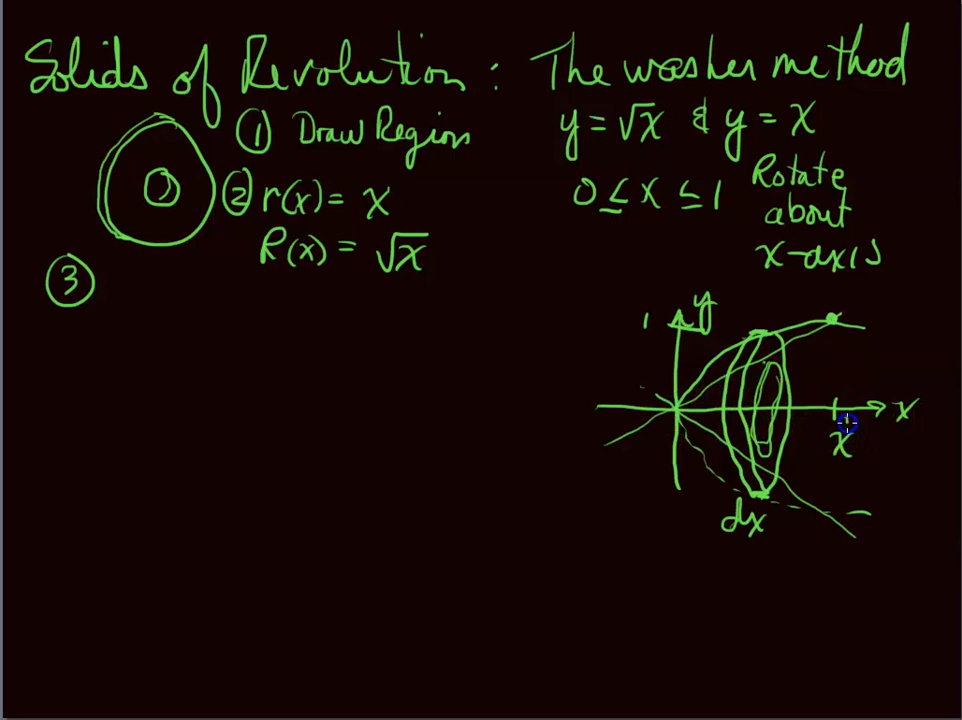 Solids of Revolution: The washer method
① Draw Region
y = √x & y = x
0 ≤ x ≤ 1
Rotate
about
x-axis
② r(x) = x
R(x) = √x
③
1
y
x
x
dx